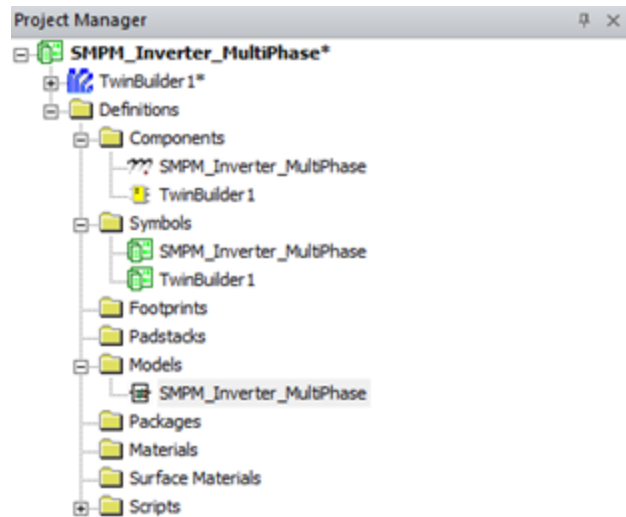 Project Manager
SMPM_Inverter_MultiPhase*
TwinBuilder1*
Definitions
Components
SMPM_Inverter_MultiPhase
TwinBuilder1
Symbols
SMPM_Inverter_MultiPhase
TwinBuilder1
Footprints
Padstacks
Models
SMPM_Inverter_MultiPhase
Packages
Materials
Surface Materials
Scripts